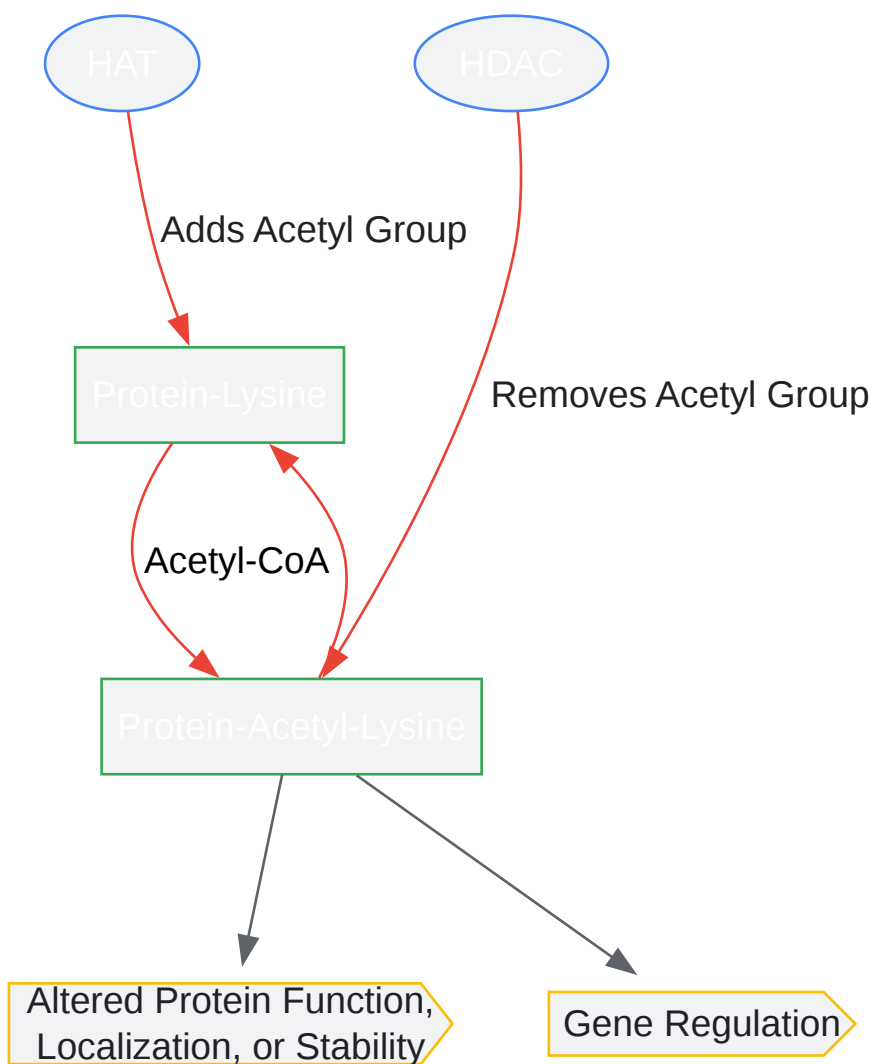 HAT
HDAC
Adds Acetyl Group
Protein-Lysine
Removes Acetyl Group
Acetyl-CoA
Protein-Acetyl-Lysine
Altered Protein Function,
Localization, or Stability
Gene Regulation